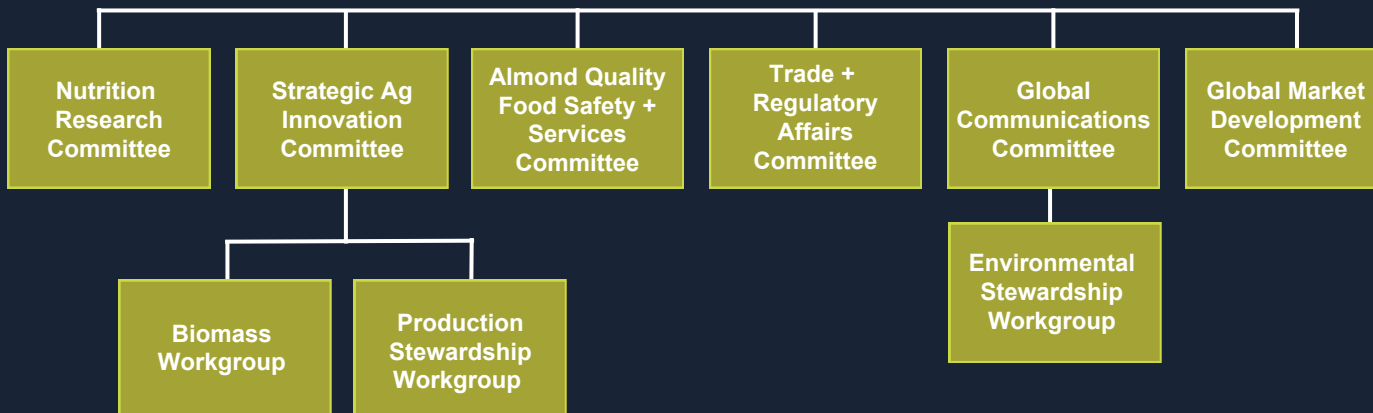 Nutrition
Research
Committee
Strategic Ag
Innovation
Committee
Almond Quality
Food Safety +
Services
Committee
Trade +
Regulatory
Affairs
Committee
Global
Communications
Committee
Global Market
Development
Committee
Biomass
Workgroup
Production
Stewardship
Workgroup
Environmental
Stewardship
Workgroup